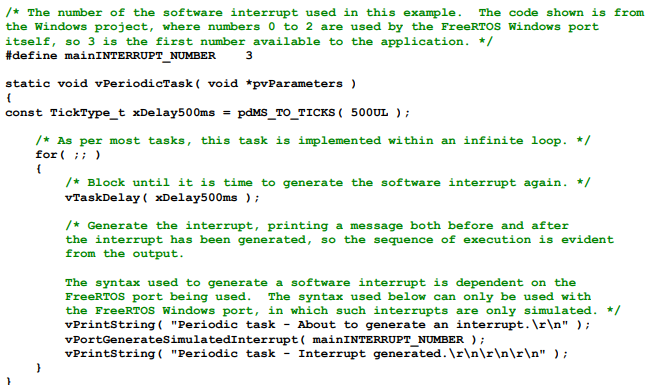 /* The number of the software interrupt used in this example.  The code shown is from
the Windows project, where numbers 0 to 2 are used by the FreeRTOS Windows port
itself, so 3 is the first number available to the application. */
#define mainINTERRUPT_NUMBER    3

static void vPeriodicTask( void *pvParameters )
{
const TickType_t xDelay500ms = pdMS_TO_TICKS( 500UL );

    /* As per most tasks, this task is implemented within an infinite loop. */
    for( ;; )
    {
        /* Block until it is time to generate the software interrupt again. */
        vTaskDelay( xDelay500ms );

        /* Generate the interrupt, printing a message both before and after
        the interrupt has been generated, so the sequence of execution is evident
        from the output.

        The syntax used to generate a software interrupt is dependent on the
        FreeRTOS port being used.  The syntax used below can only be used with
        the FreeRTOS Windows port, in which such interrupts are only simulated. */
        vPrintString( "Periodic task - About to generate an interrupt.\r\n" );
        vPortGenerateSimulatedInterrupt( mainINTERRUPT_NUMBER );
        vPrintString( "Periodic task - Interrupt generated.\r\n\r\n\r\n" );
    }
}